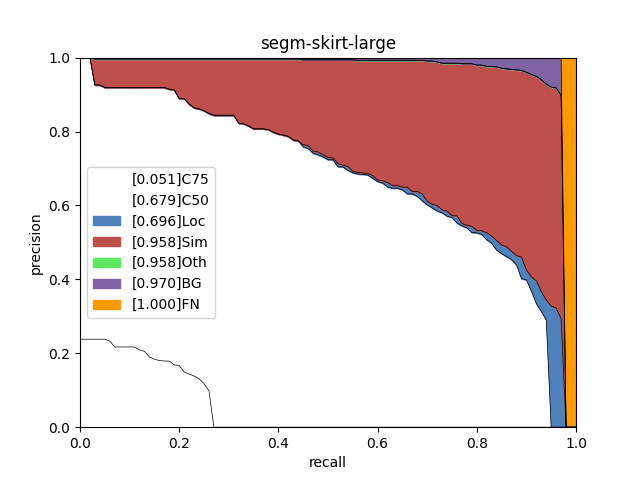 segm-skirt-large
1.0
0.8
0.6
0.4
0.2
0.0
precision
[0.051]C75
[0.679]C50
[0.696]Loc
[0.958]Sim
[0.958]Oth
[0.970]BG
[1.000]FN
0.0 0.2 0.4 0.6 0.8 1.0
recall